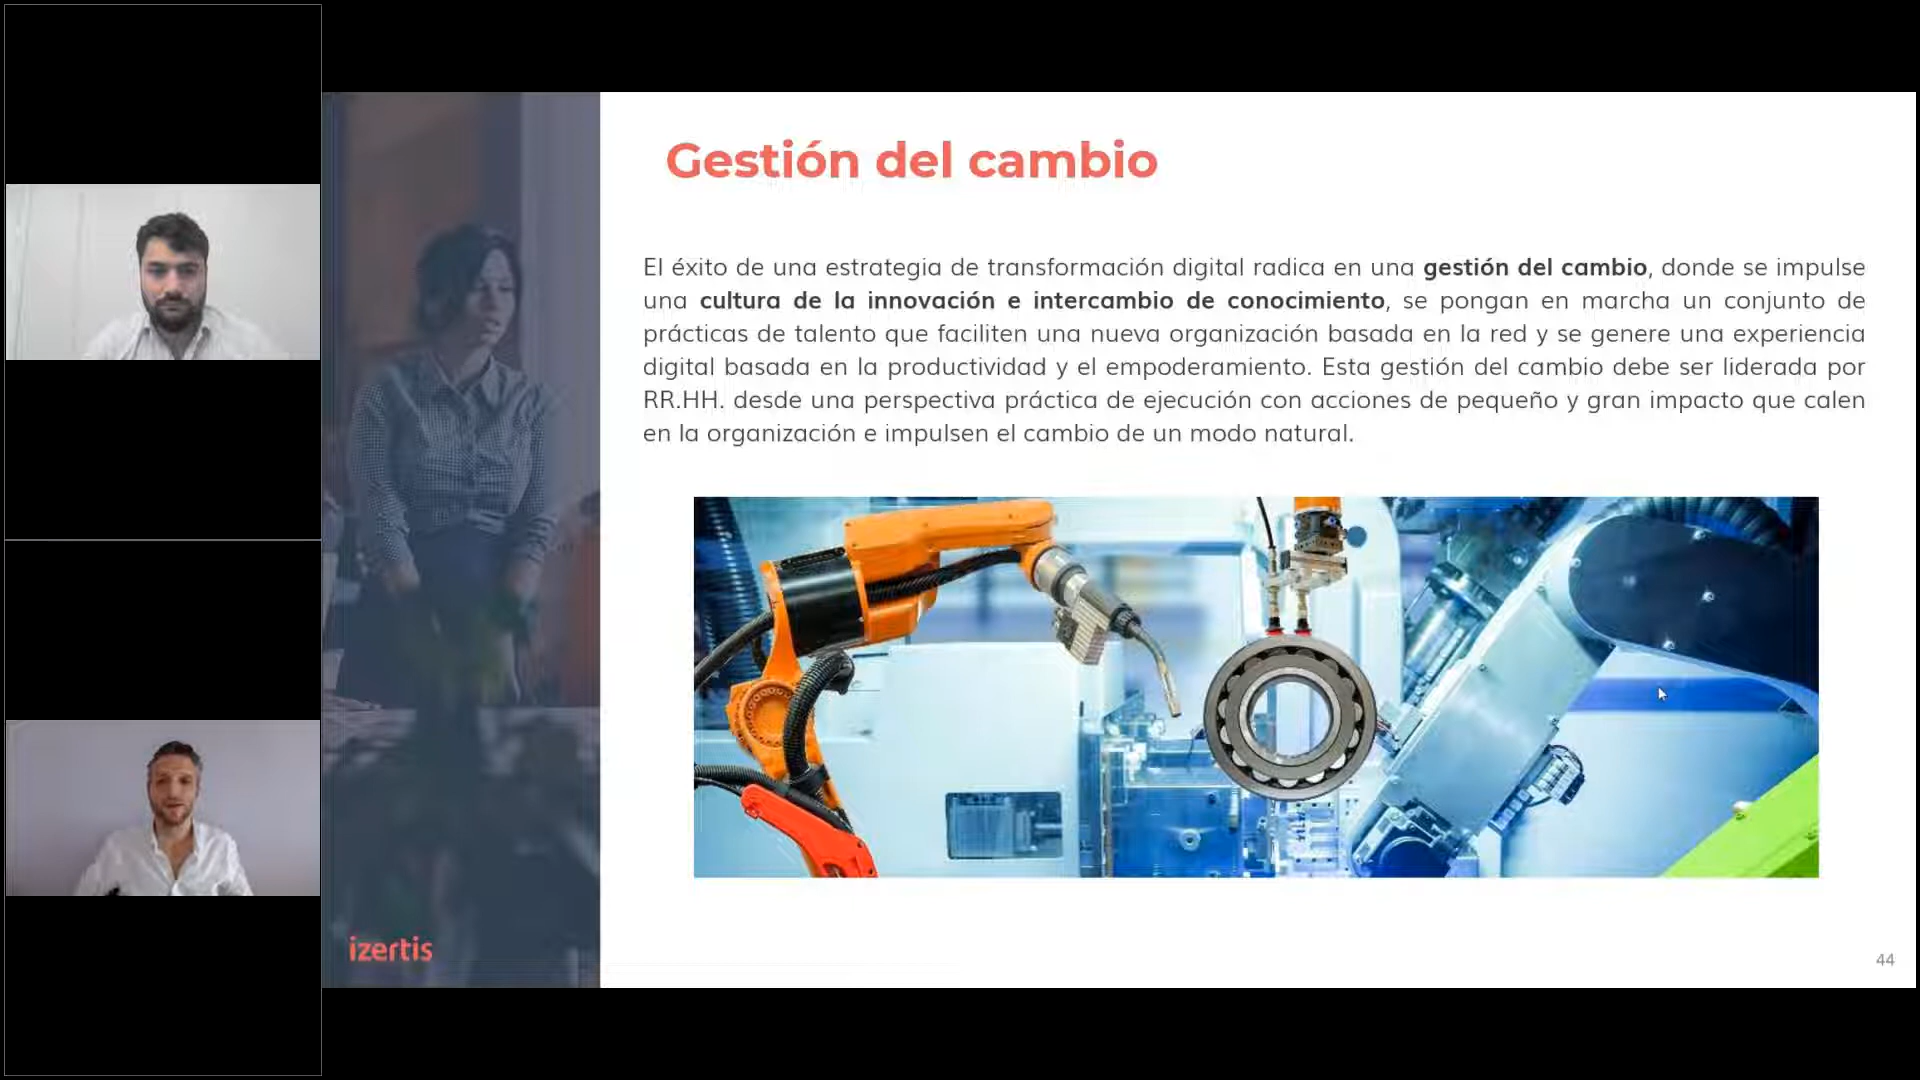 Gestión del cambio
El éxito de una estrategia de transformación digital radica en una gestión del cambio, donde se impulse
una cultura de la innovación e intercambio de conocimiento, se pongan en marcha un conjunto de
prácticas de talento que faciliten una nueva organización basada en la red y se genere una experiencia
digital basada en la productividad y el empoderamiento. Esta gestión del cambio debe ser liderada por
RR.HH. desde una perspectiva práctica de ejecución con acciones de pequeño y gran impacto que calen
en la organización e impulsen el cambio de un modo natural.
izertis
44